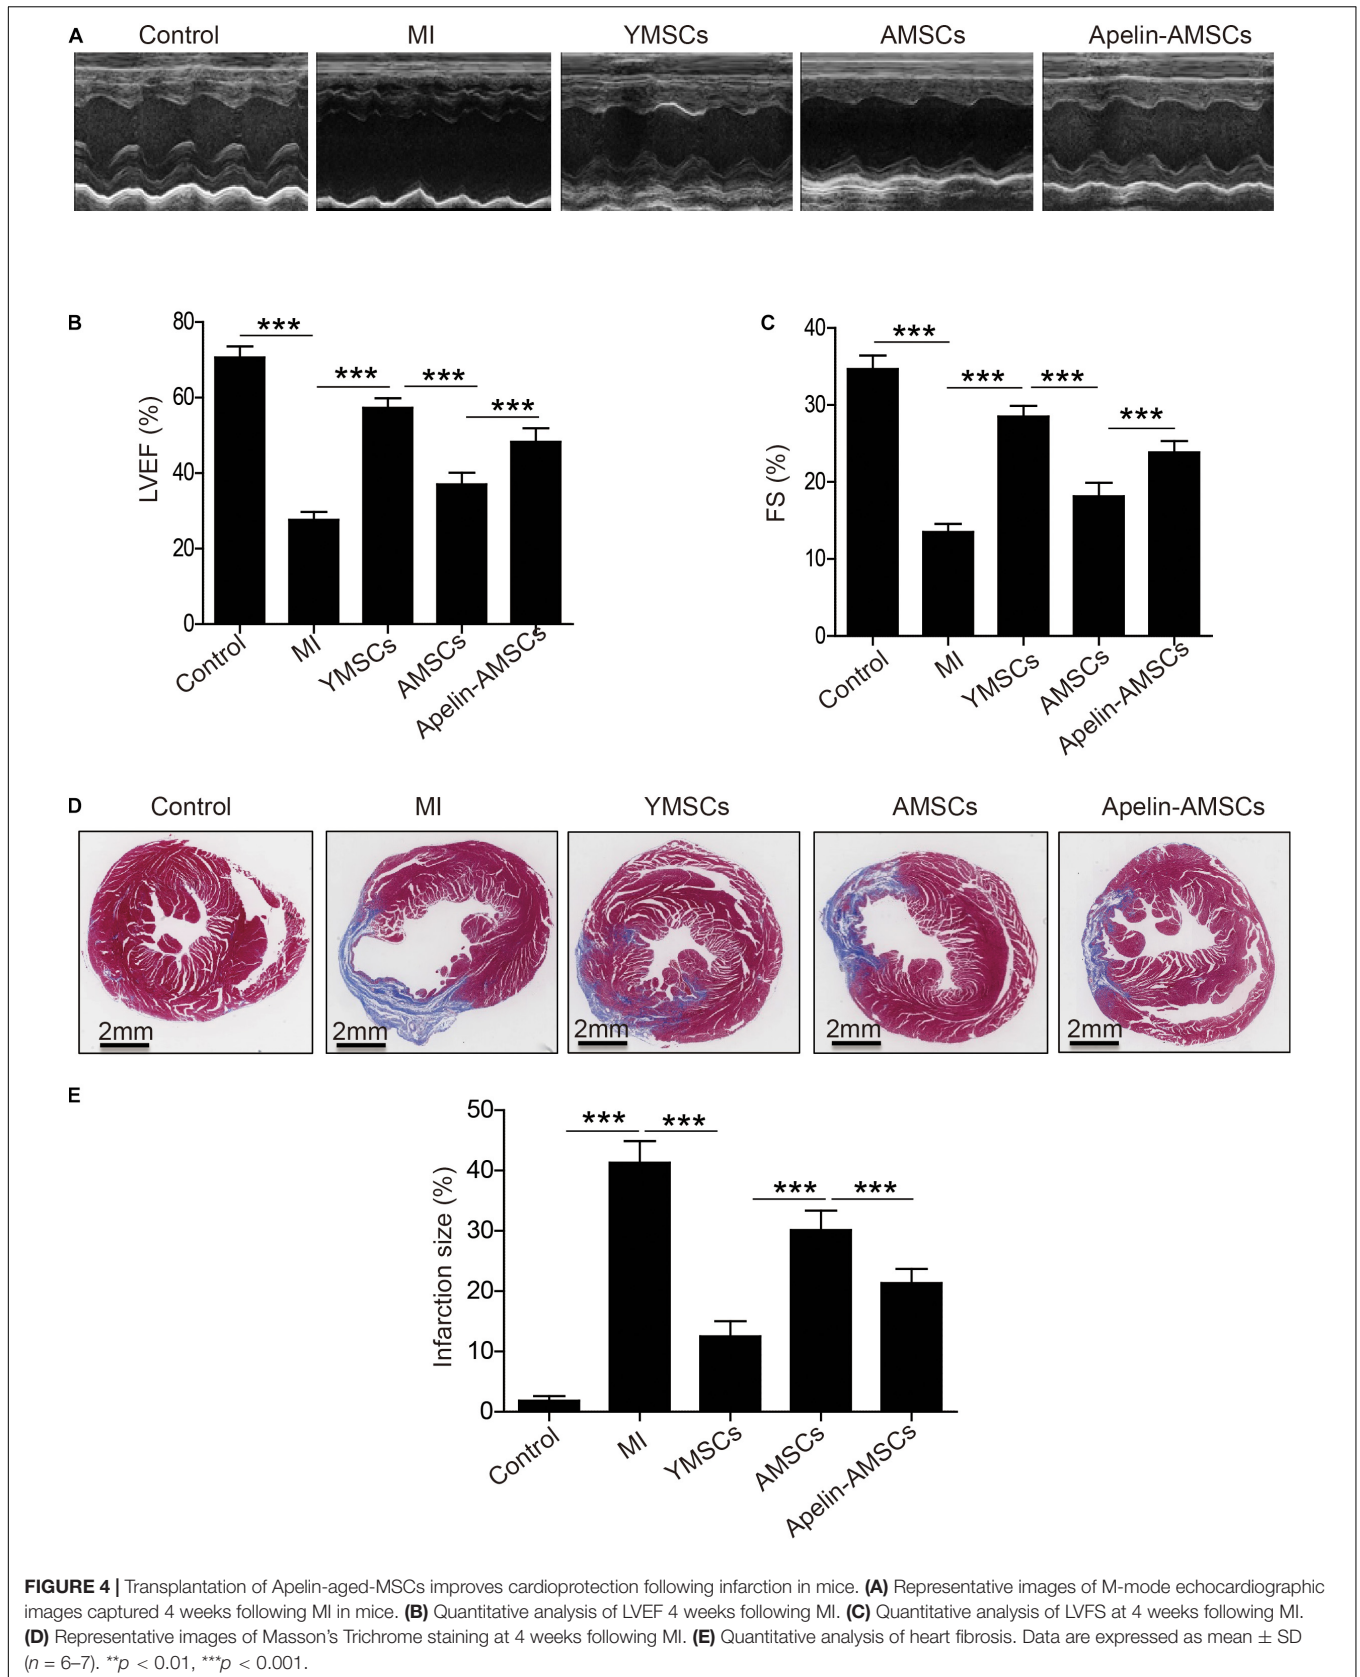 A Control MI YMSCs AMSCs Apelin-AMSCs
B
LVEF (%)
80
60
40
20
0
*** *** *** ***
Control MI YMSCs AMSCs Apelin-AMSCs
C
FS (%)
40
30
20
10
0
*** *** *** ***
Control MI YMSCs AMSCs Apelin-AMSCs
D Control MI YMSCs AMSCs Apelin-AMSCs
2mm 2mm 2mm 2mm 2mm
E
Infarction size (%)
50
40
30
20
10
0
*** *** *** ***
Control MI YMSCs AMSCs Apelin-AMSCs
FIGURE 4 | Transplantation of Apelin-aged-MSCs improves cardioprotection following infarction in mice. (A) Representative images of M-mode echocardiographic
images captured 4 weeks following MI in mice. (B) Quantitative analysis of LVEF 4 weeks following MI. (C) Quantitative analysis of LVFS at 4 weeks following MI.
(D) Representative images of Masson's Trichrome staining at 4 weeks following MI. (E) Quantitative analysis of heart fibrosis. Data are expressed as mean ± SD
(n = 6–7). **p < 0.01, ***p < 0.001.